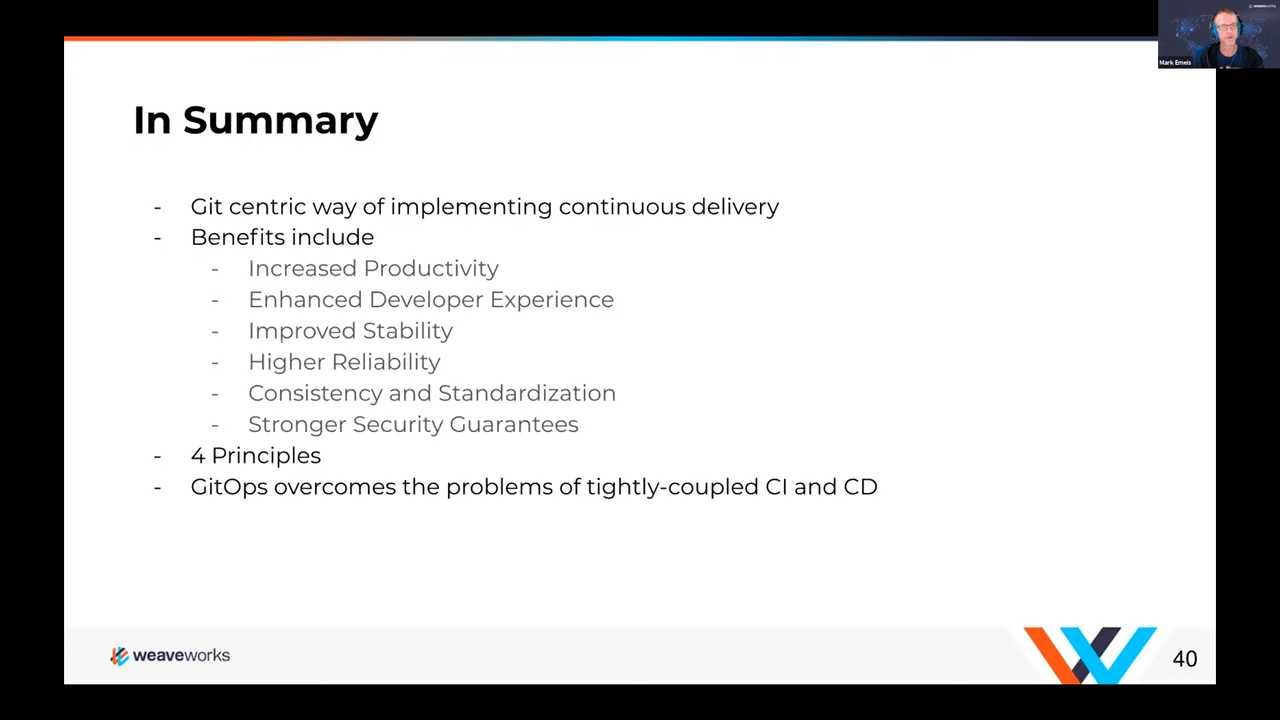 weaveworks
Mark Emeis
In Summary
- Git centric way of implementing continuous delivery
- Benefits include
- Increased Productivity
- Enhanced Developer Experience
- Improved Stability
- Higher Reliability
- Consistency and Standardization
- Stronger Security Guarantees
- 4 Principles
- GitOps overcomes the problems of tightly-coupled CI and CD
weaveworks
40